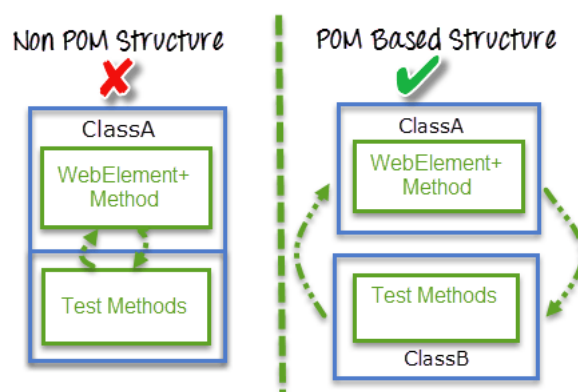 Non POM Structure
ClassA
WebElement+
Method
Test Methods
POM Based Structure
ClassA
WebElement+
Method
Test Methods
ClassB